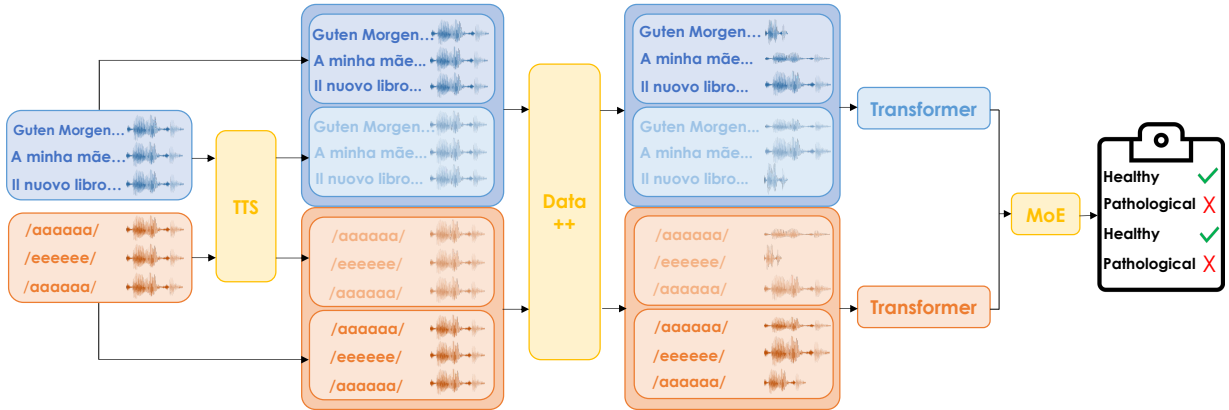 Guten Morgen...
A minha mãe...
Il nuovo libro...
/aaaaaa/
/eeeeee/
/aaaaaa/
TTS
Guten Morgen...
A minha mãe...
Il nuovo libro...
Guten Morgen...
A minha mãe...
Il nuovo libro...
/aaaaaa/
/eeeeee/
/aaaaaa/
/aaaaaa/
/eeeeee/
/aaaaaa/
Data
++
Guten Morgen...
A minha mãe...
Il nuovo libro...
Guten Morgen...
A minha mãe...
Il nuovo libro...
/aaaaaa/
/eeeeee/
/aaaaaa/
/aaaaaa/
/eeeeee/
/aaaaaa/
Transformer
Transformer
MoE
Healthy
Pathological
Healthy
Pathological